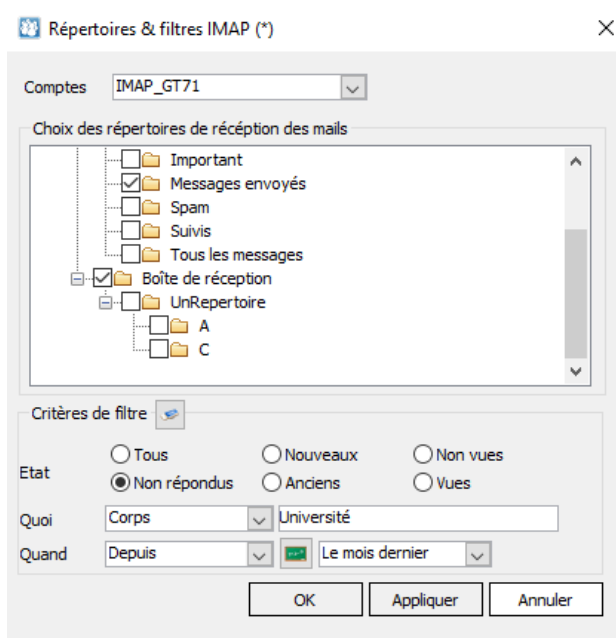 Répertoires & filtres IMAP (*)
Comptes IMAP_GT71
Choix des répertoires de récéption des mails
Important
Messages envoyés
Spam
Suivis
Tous les messages
Boîte de réception
UnRepertoire
A
C
Critères de filtre
Etat
Tous Nouveaux Non vues
Non répondus Anciens Vues
Quoi Corps Université
Quand Depuis Le mois dernier
OK Appliquer Annuler